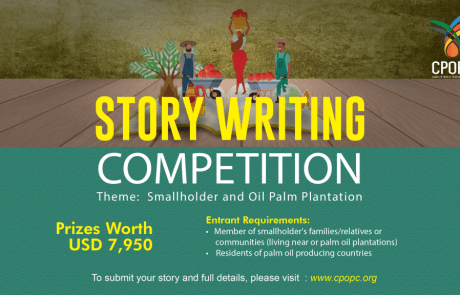 CPOPC
STORY WRITING
COMPETITION
Theme: Smallholder and Oil Palm Plantation
Prizes Worth
USD 7,950
Entrant Requirements:
• Member of smallholder's families/relatives or
communities (living near or palm oil plantations)
• Residents of palm oil producing countries
To submit your story and full details, please visit : www.cpopc.org